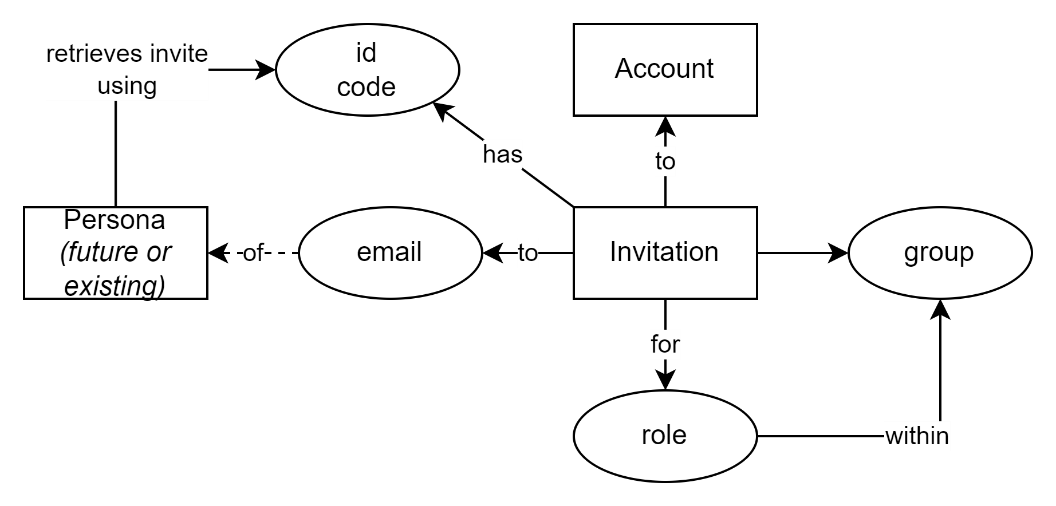 retrieves invite
using
id
code
Account
has
to
Persona
(future or
existing)
of
email
to
Invitation
group
for
role
within